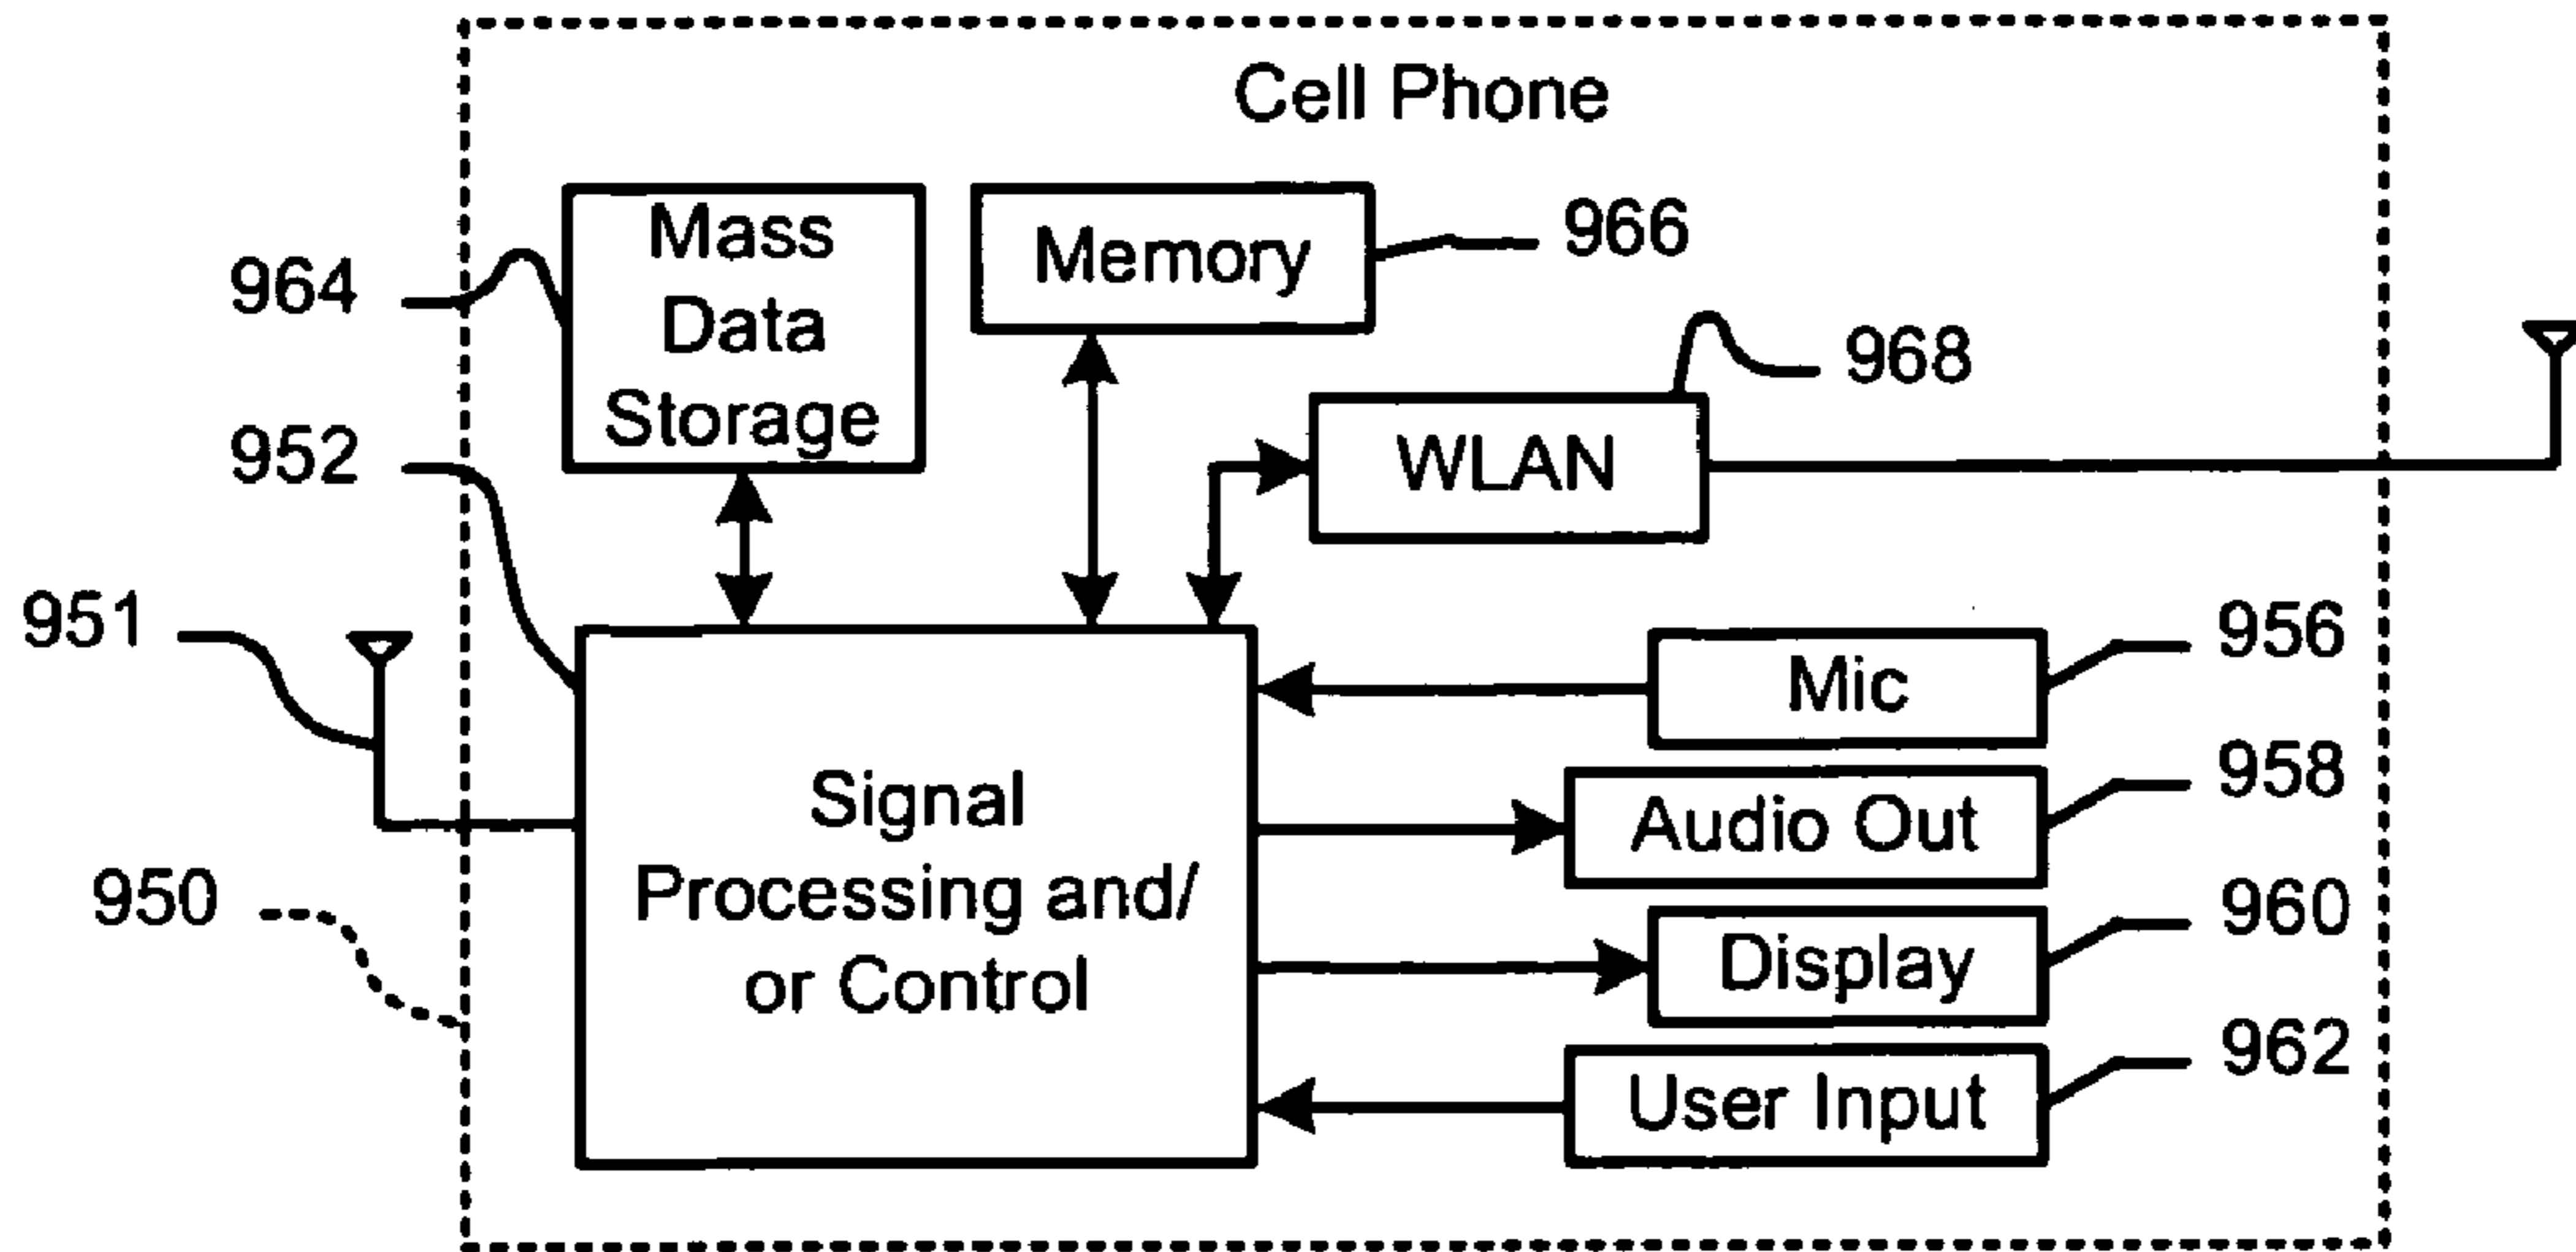 Cell Phone
Mass
Data
Storage
Memory
966
964
968
WLAN
952
951
956
Mic
Signal
Processing and/
or Control
958
Audio Out
950
960
Display
962
User Input